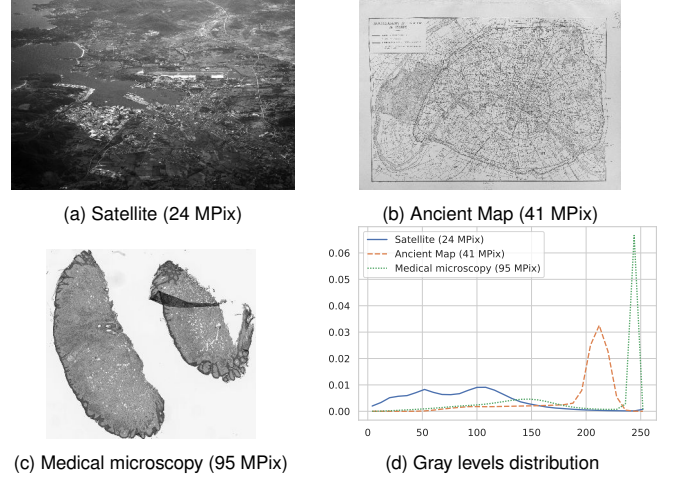 (a) Satellite (24 MPix)
(b) Ancient Map (41 MPix)
(c) Medical microscopy (95 MPix)
Satellite (24 MPix)
Ancient Map (41 MPix)
Medical microscopy (95 MPix)
0.06
0.05
0.04
0.03
0.02
0.01
0.00
0 50 100 150 200 250
(d) Gray levels distribution